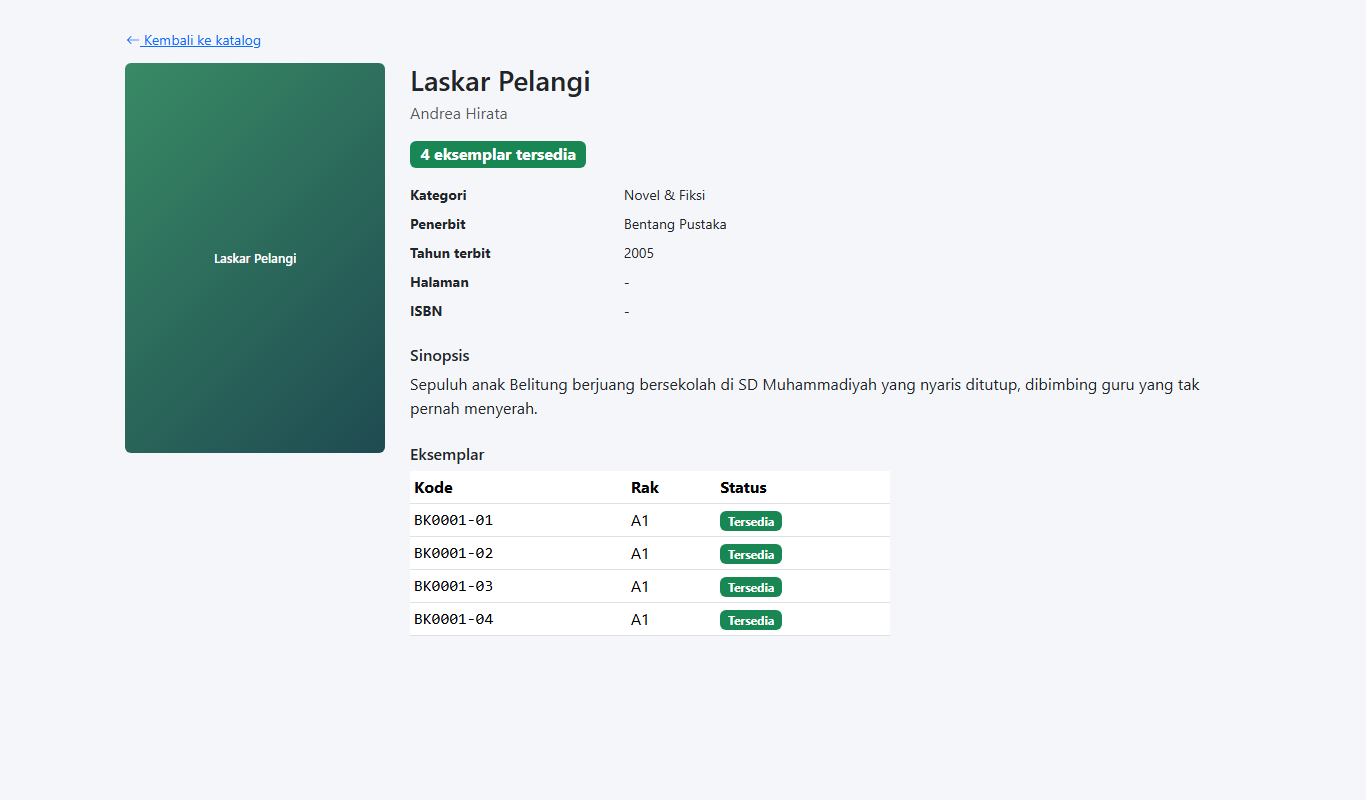 ← Kembali ke katalog
Laskar Pelangi
Laskar Pelangi
Andrea Hirata
4 eksemplar tersedia
Kategori Novel & Fiksi
Penerbit Bentang Pustaka
Tahun terbit 2005
Halaman -
ISBN -
Sinopsis
Sepuluh anak Belitung berjuang bersekolah di SD Muhammadiyah yang nyaris ditutup, dibimbing guru yang tak
pernah menyerah.
Eksemplar
Kode Rak Status
BK0001-01 A1 Tersedia
BK0001-02 A1 Tersedia
BK0001-03 A1 Tersedia
BK0001-04 A1 Tersedia